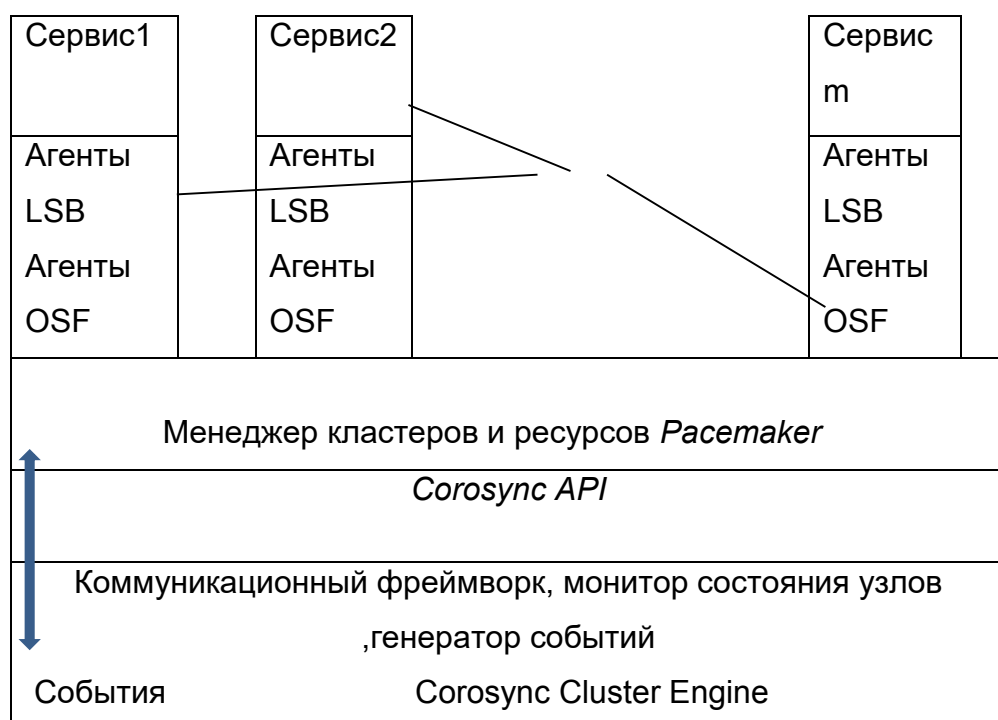 Сервис1
Агенты
LSB
Агенты
OSF
Сервис2
Агенты
LSB
Агенты
OSF
Сервис
m
Агенты
LSB
Агенты
OSF
Менеджер кластеров и ресурсов Pacemaker
Corosync API
Коммуникационный фреймворк, монитор состояния узлов
,генератор событий
События Corosync Cluster Engine